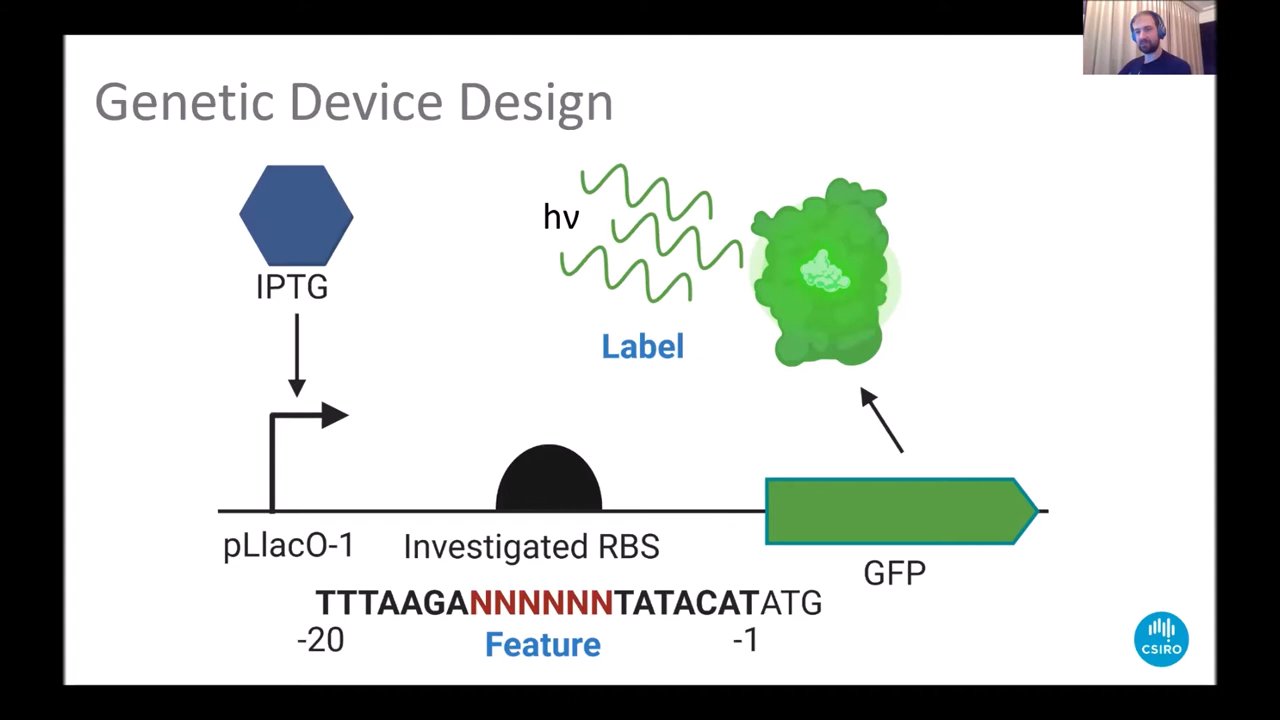 Genetic Device Design
IPTG
hν
Label
pLlacO-1
Investigated RBS
GFP
TTTAAGANNNNNNTATACATATG
-20
Feature
-1
CSIRO